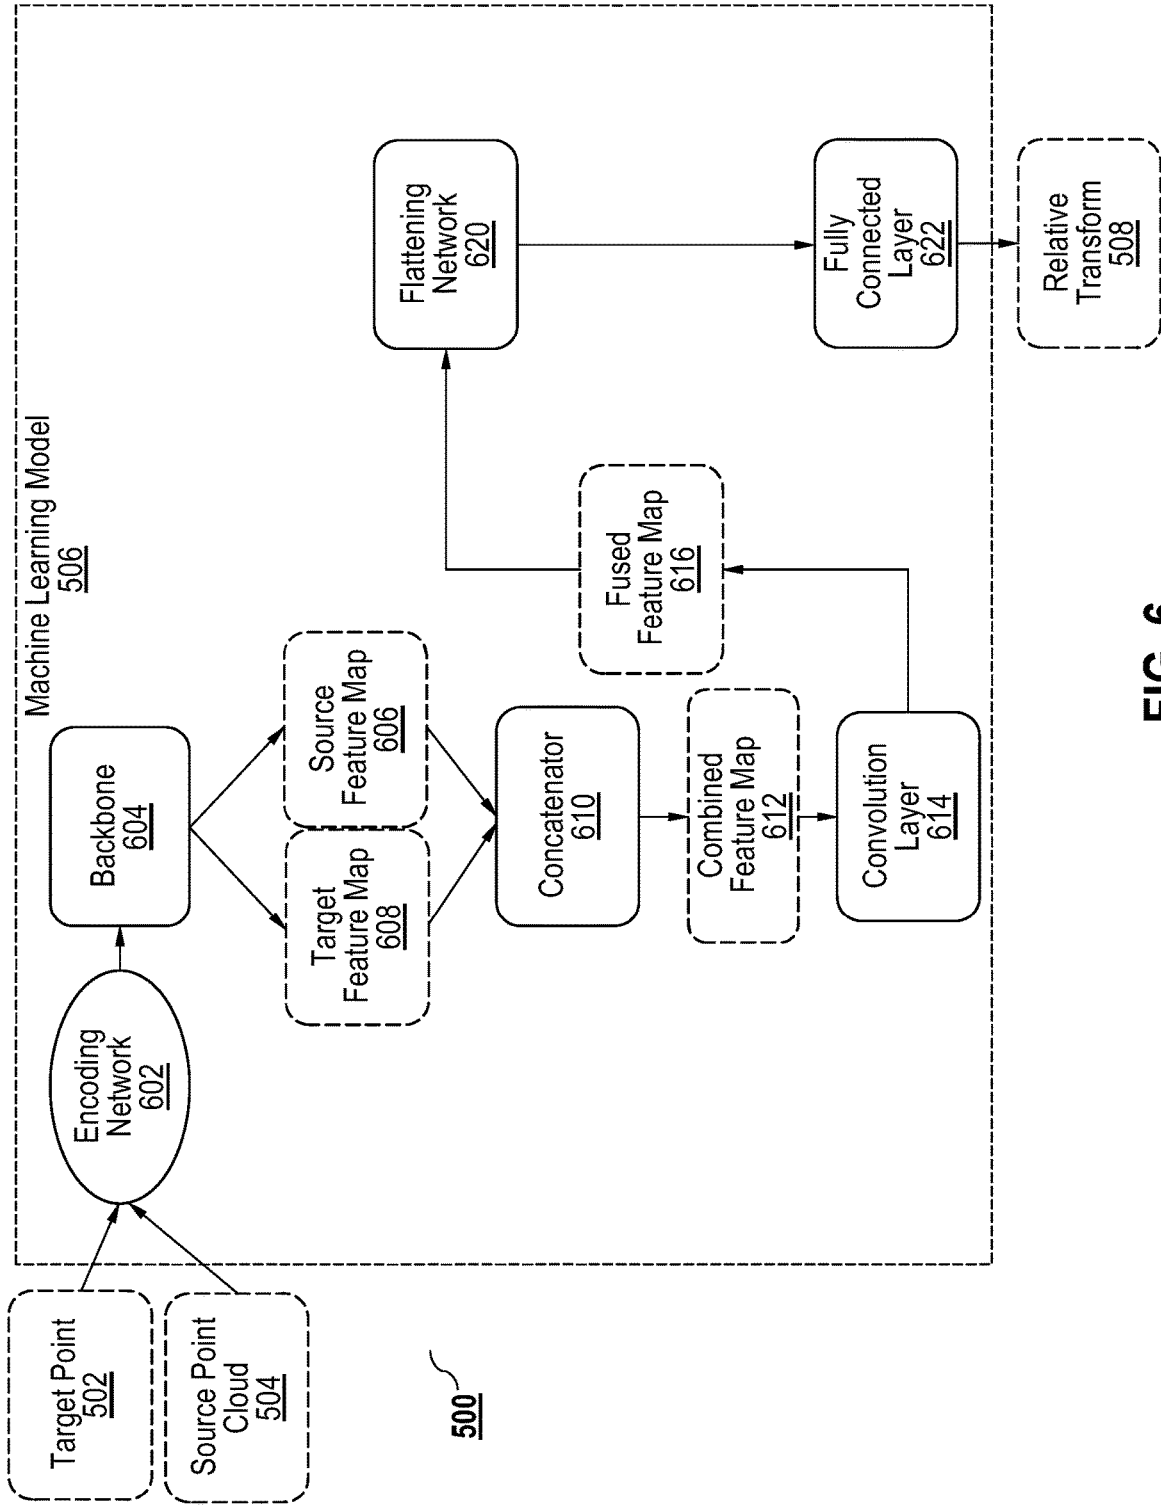 Machine Learning Model
506
Target Point
502
Source Point
Cloud
504
Encoding
Network
602
Backbone
604
Target
Feature Map
608
Source
Feature Map
606
Concatenator
610
Combined
Feature Map
612
Convolution
Layer
614
Fused
Feature Map
616
Flattening
Network
620
Fully
Connected
Layer
622
Relative
Transform
508
500
FIG. 6